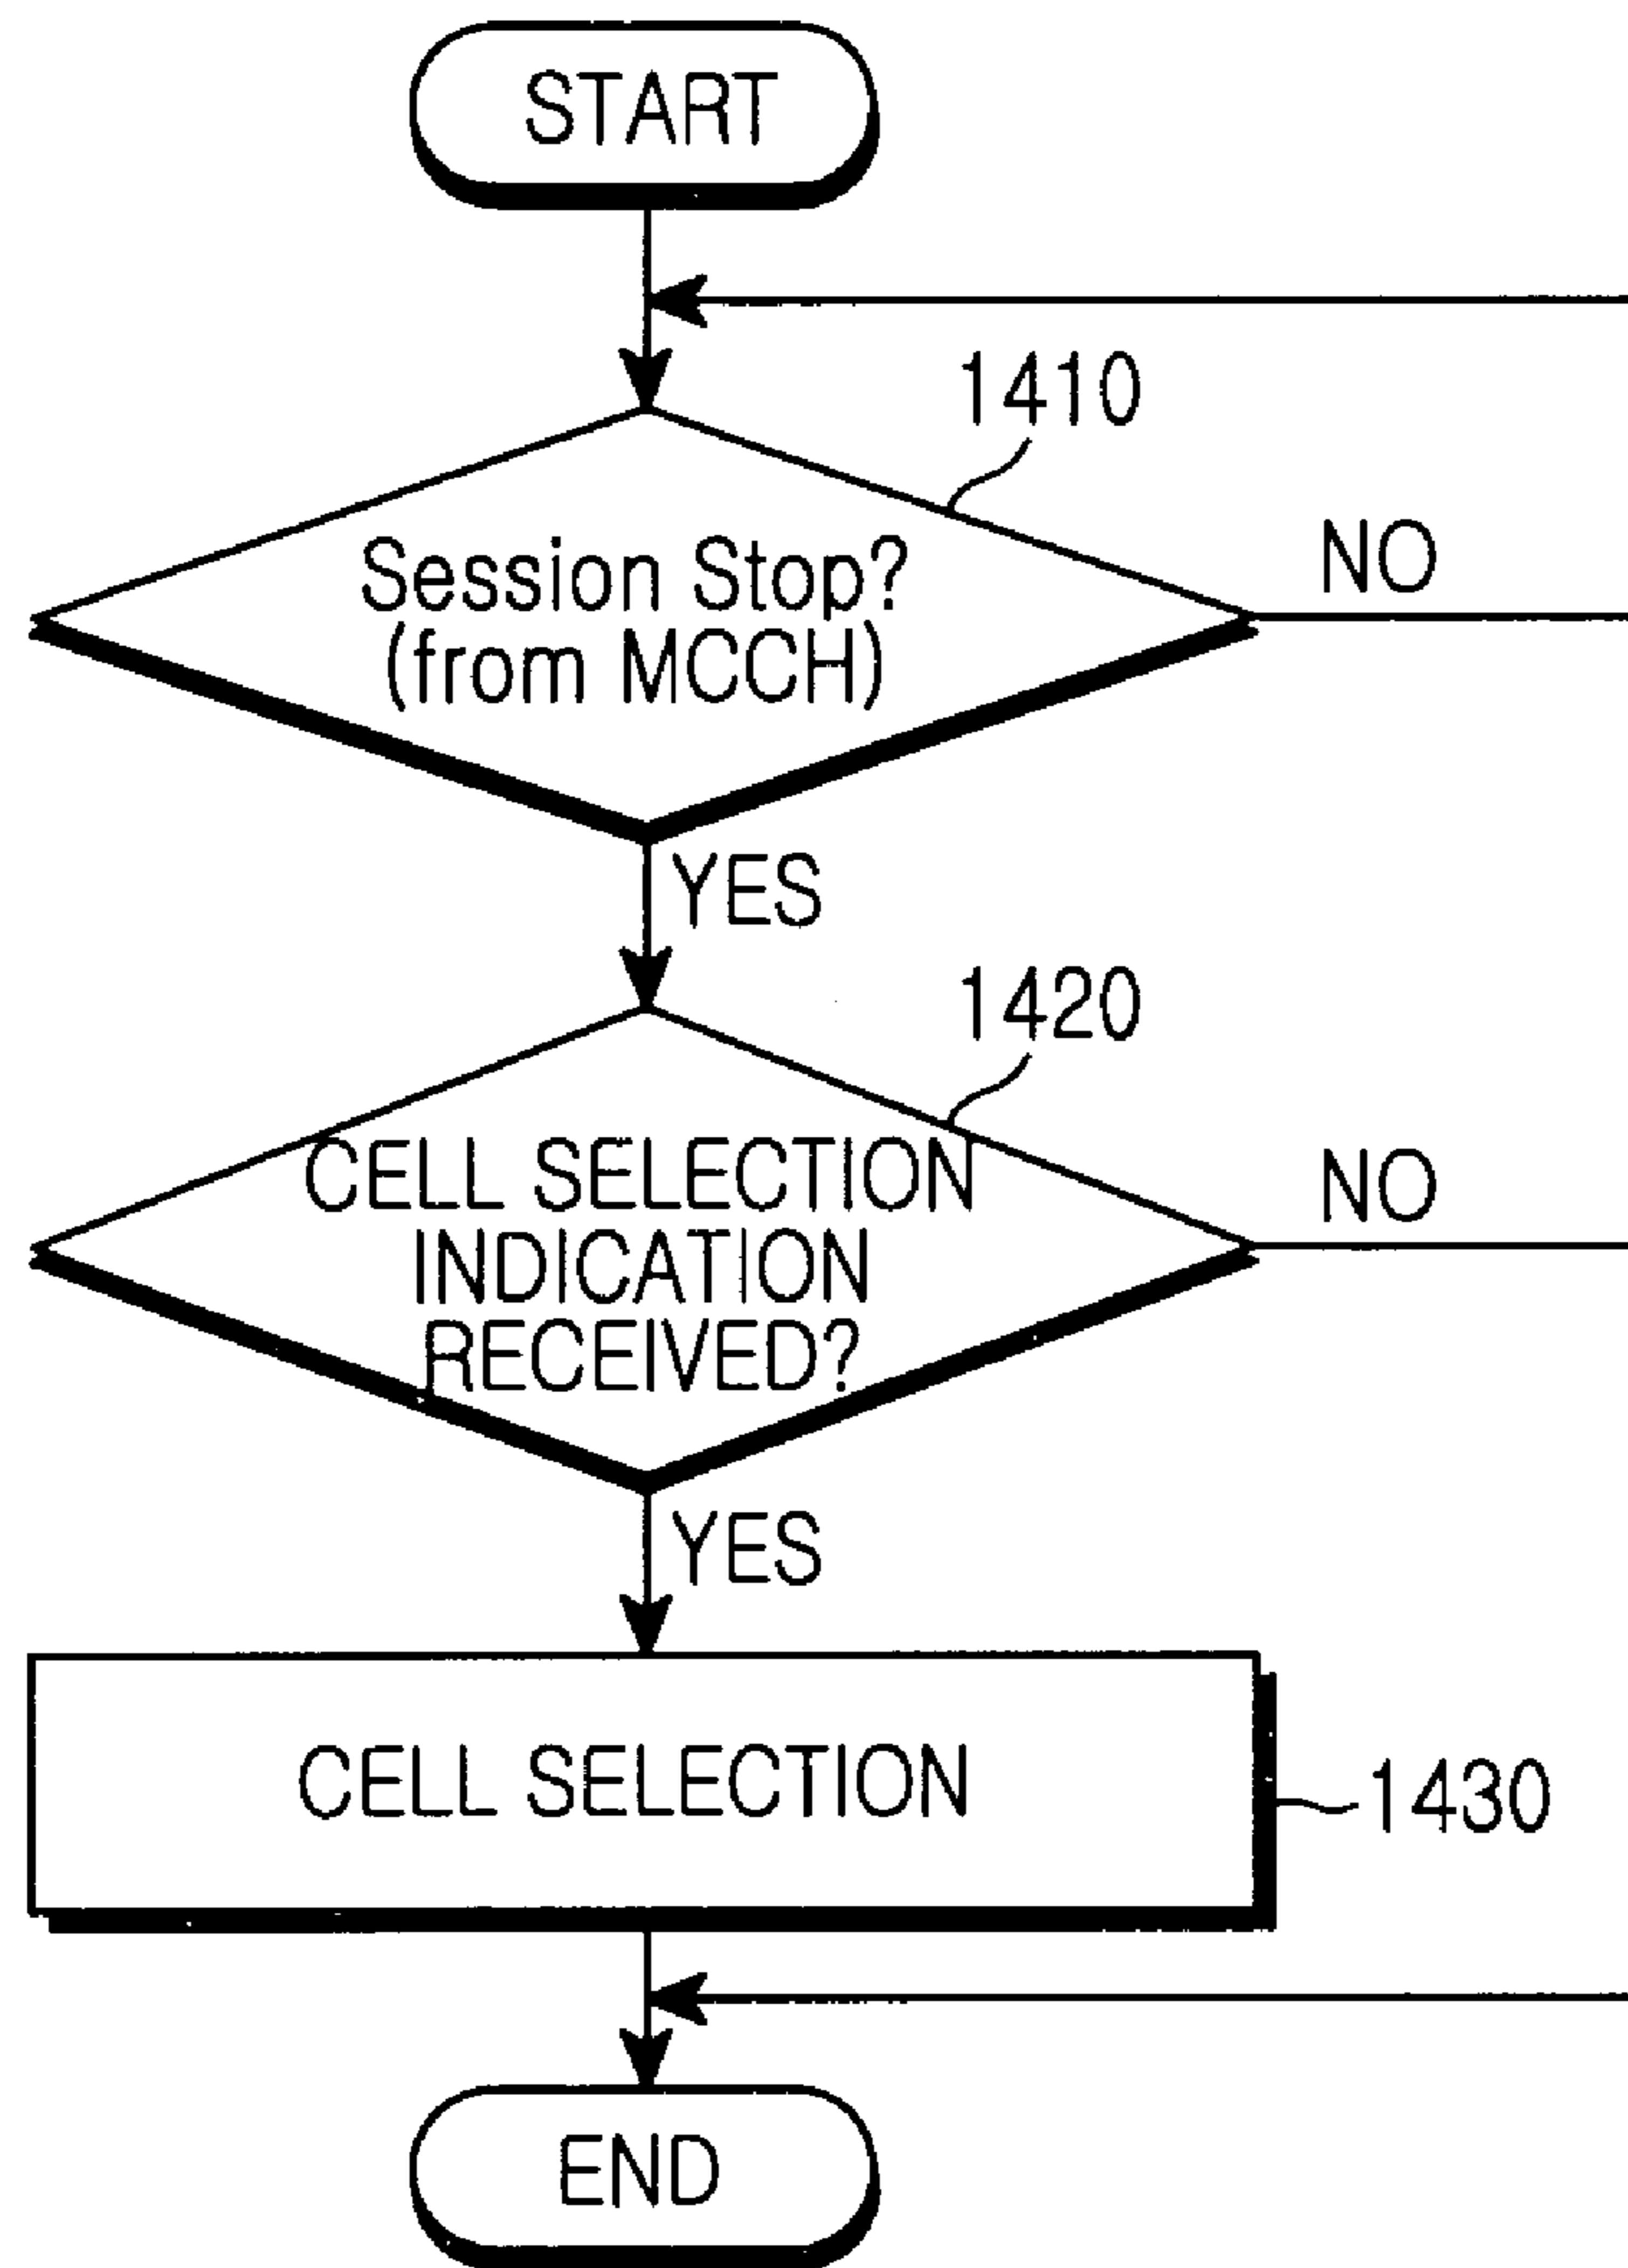 START
1410
Session Stop?
(from MCCH)
NO
YES
1420
CELL SELECTION
INDICATION
RECEIVED?
NO
YES
CELL SELECTION
1430
END